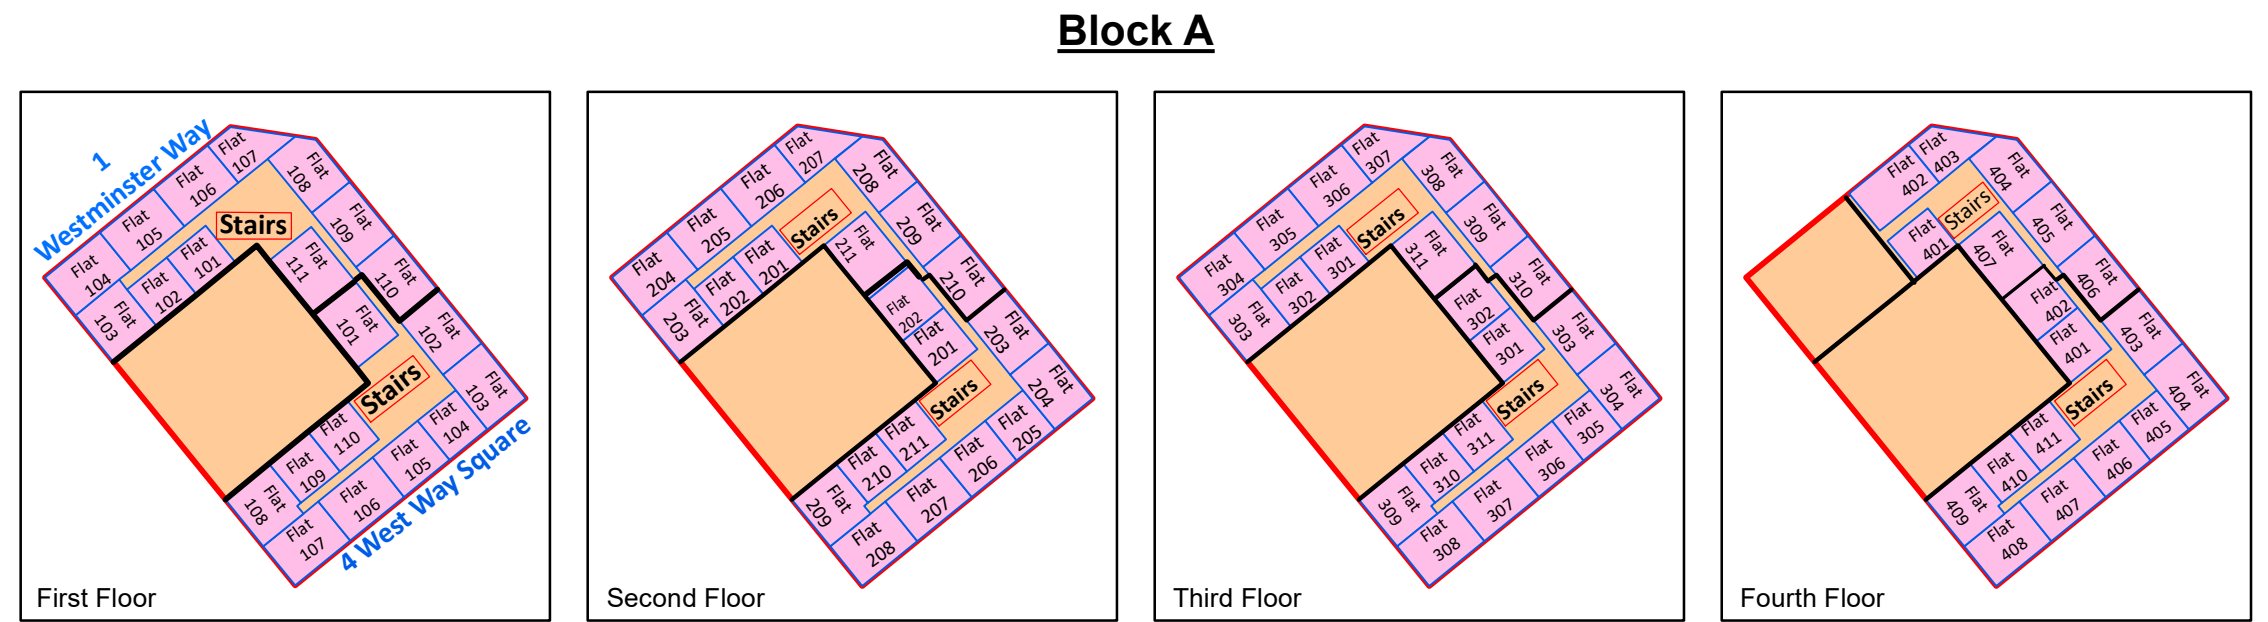 Block A
1
Westminster Way
Flat
107
Flat
106
Flat
105
Flat
104
Flat
103
Flat
102
Flat
101
Stairs
Flat
108
Flat
109
Flat
110
Flat
111
Flat
101
Flat
102
Flat
103
Stairs
Flat
104
Flat
105
Flat
106
Flat
107
Flat
108
Flat
109
Flat
110
4 West Way Square
First Floor
Flat
207
Flat
206
Flat
205
Flat
204
Flat
203
Flat
202
Flat
201
Stairs
Flat
208
Flat
209
Flat
210
Flat
211
Flat
202
Flat
201
Flat
203
Flat
204
Stairs
Flat
205
Flat
206
Flat
207
Flat
208
Flat
209
Flat
210
Flat
211
Second Floor
Flat
307
Flat
306
Flat
305
Flat
304
Flat
303
Flat
302
Flat
301
Stairs
Flat
308
Flat
309
Flat
310
Flat
311
Flat
302
Flat
301
Flat
303
Flat
304
Stairs
Flat
305
Flat
306
Flat
307
Flat
308
Flat
309
Flat
310
Flat
311
Third Floor
Flat
403
Flat
402
Flat
401
Stairs
Flat
404
Flat
405
Flat
406
Flat
407
Flat
402
Flat
401
Flat
403
Flat
404
Stairs
Flat
405
Flat
406
Flat
407
Flat
408
Flat
409
Flat
410
Flat
411
Fourth Floor